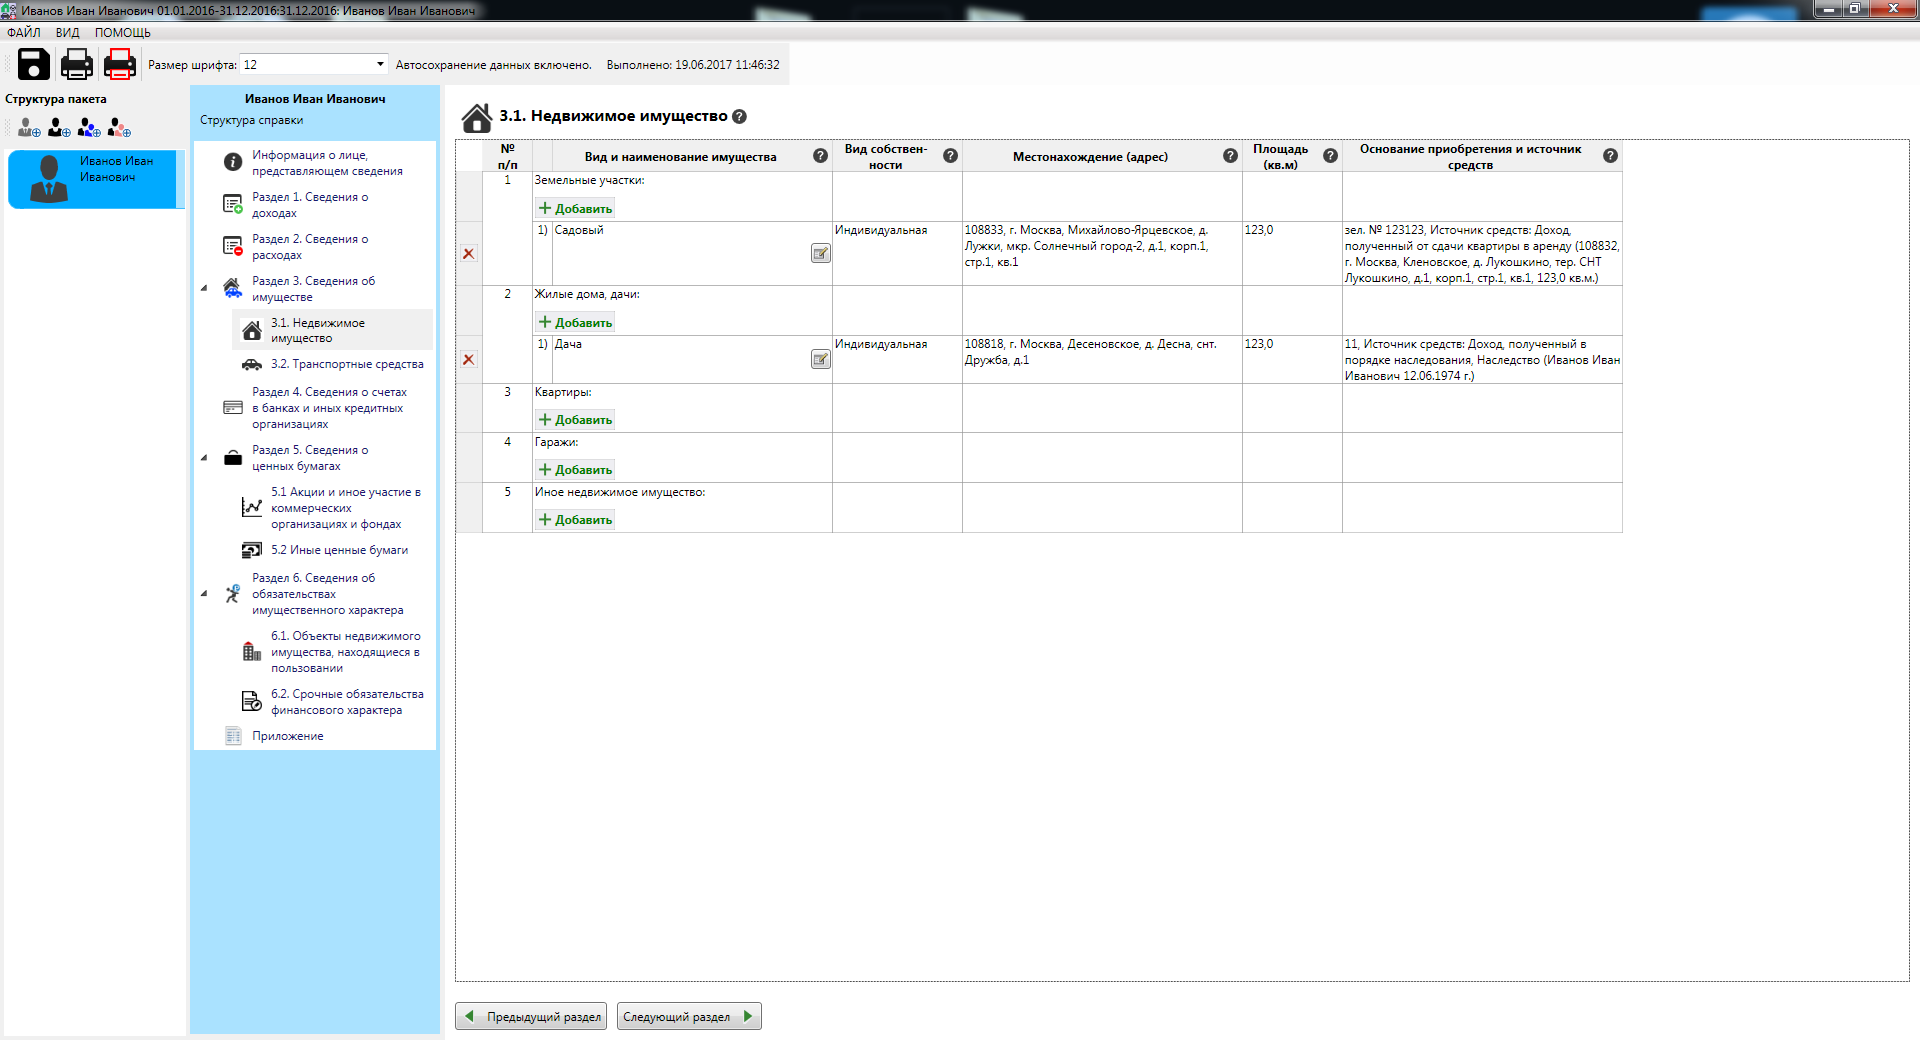 Иванов Иван Иванович 01.01.2016-31.12.2016:31.12.2016: Иванов Иван Иванович
ФАЙЛ ВИД ПОМОЩЬ
Размер шрифта: 12 Автосохранение данных включено. Выполнено: 19.06.2017 11:46:32
Структура пакета
Иванов Иван
Иванович
Иванов Иван Иванович
Структура справки
Информация о лице,
представляющем сведения
Раздел 1. Сведения о
доходах
Раздел 2. Сведения о
расходах
Раздел 3. Сведения об
имуществе
3.1. Недвижимое
имущество
3.2. Транспортные средства
Раздел 4. Сведения о счетах
в банках и иных кредитных
организациях
Раздел 5. Сведения о
ценных бумагах
5.1 Акции и иное участие в
коммерческих
организациях и фондах
5.2 Иные ценные бумаги
Раздел 6. Сведения об
обязательствах
имущественного характера
6.1. Объекты недвижимого
имущества, находящиеся в
пользовании
6.2. Срочные обязательства
финансового характера
Приложение
3.1. Недвижимое имущество ?
№
п/п
Вид и наименование имущества ?
Вид собствен-
ности ?
Местонахождение (адрес) ?
Площадь
(кв.м) ?
Основание приобретения и источник
средств ?
1 Земельные участки:
+ Добавить
1) Садовый
Индивидуальная
108833, г. Москва, Михайлово-Ярцевское, д.
Лужки, мкр. Солнечный город-2, д.1, корп.1,
стр.1, кв.1
123,0
зел. № 123123, Источник средств: Доход,
полученный от сдачи квартиры в аренду (108832,
г. Москва, Кленовское, д. Лукошкино, тер. СНТ
Лукошкино, д.1, корп.1, стр.1, кв.1, 123,0 кв.м.)
2 Жилые дома, дачи:
+ Добавить
1) Дача
Индивидуальная
108818, г. Москва, Десеновское, д. Десна, снт.
Дружба, д.1
123,0
11, Источник средств: Доход, полученный в
порядке наследования, Наследство (Иванов Иван
Иванович 12.06.1974 г.)
3 Квартиры:
+ Добавить
4 Гаражи:
+ Добавить
5 Иное недвижимое имущество:
+ Добавить
Предыдущий раздел Следующий раздел